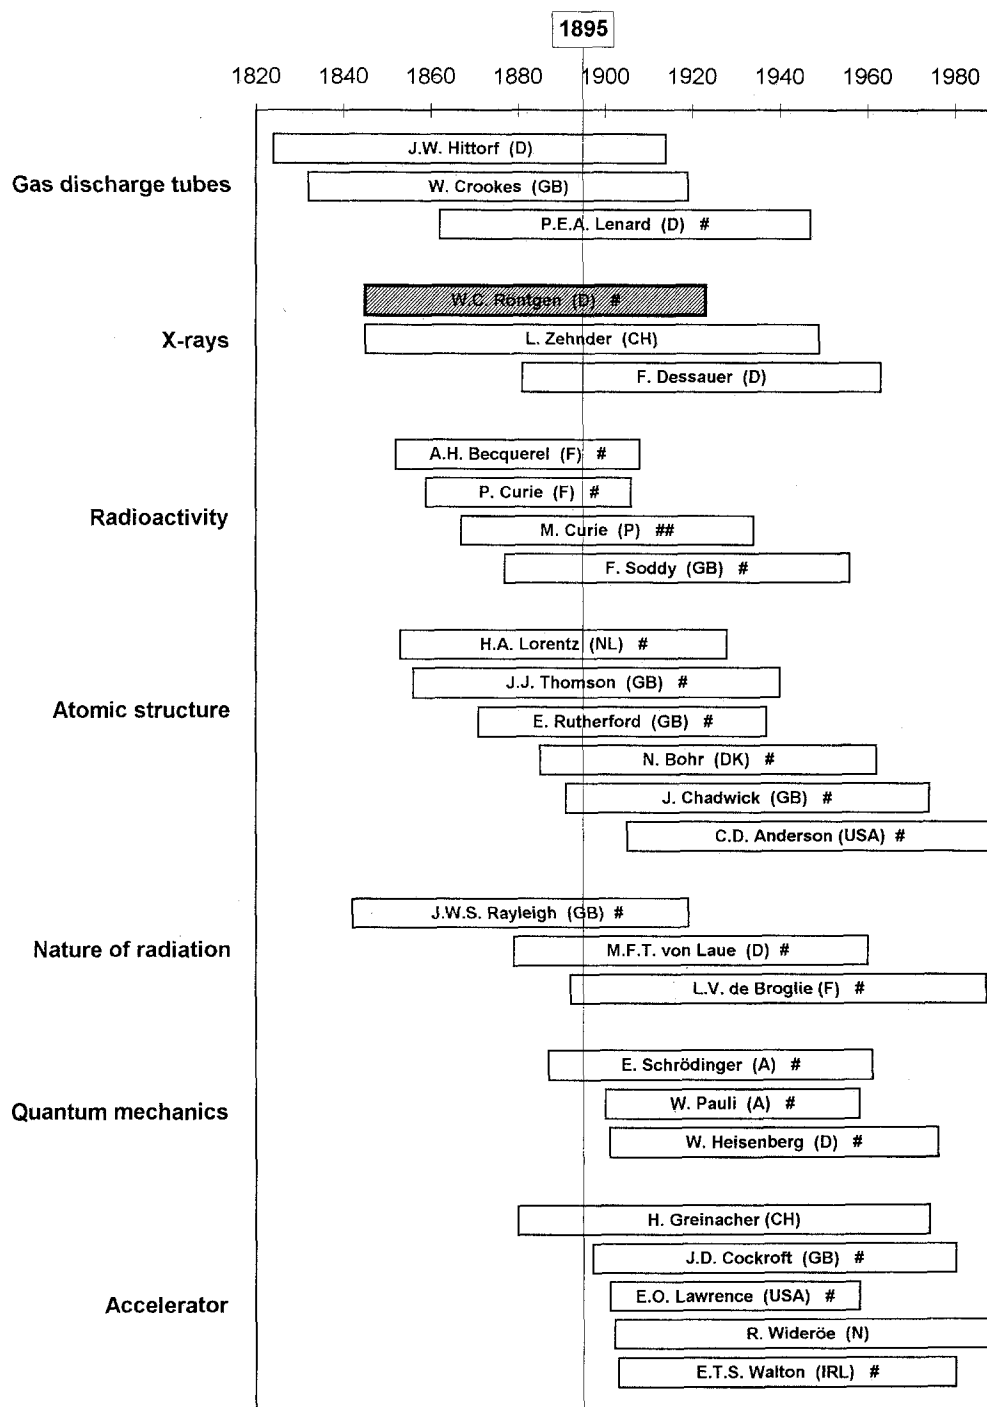 1895
1820 1840 1860 1880 1900 1920 1940 1960 1980
J.W. Hittorf (D)
Gas discharge tubes
W. Crookes (GB)
P.E.A. Lenard (D) #
W.C. Röntgen (D) #
X-rays
L. Zehnder (CH)
F. Dessauer (D)
A.H. Becquerel (F) #
P. Curie (F) #
Radioactivity
M. Curie (P) ##
F. Soddy (GB) #
H.A. Lorentz (NL) #
J.J. Thomson (GB) #
Atomic structure
E. Rutherford (GB) #
N. Bohr (DK) #
J. Chadwick (GB) #
C.D. Anderson (USA) #
J.W.S. Rayleigh (GB) #
Nature of radiation
M.F.T. von Laue (D) #
L.V. de Broglie (F) #
E. Schrödinger (A) #
Quantum mechanics
W. Pauli (A) #
W. Heisenberg (D) #
H. Greinacher (CH)
J.D. Cockroft (GB) #
Accelerator
E.O. Lawrence (USA) #
R. Wideröe (N)
E.T.S. Walton (IRL) #